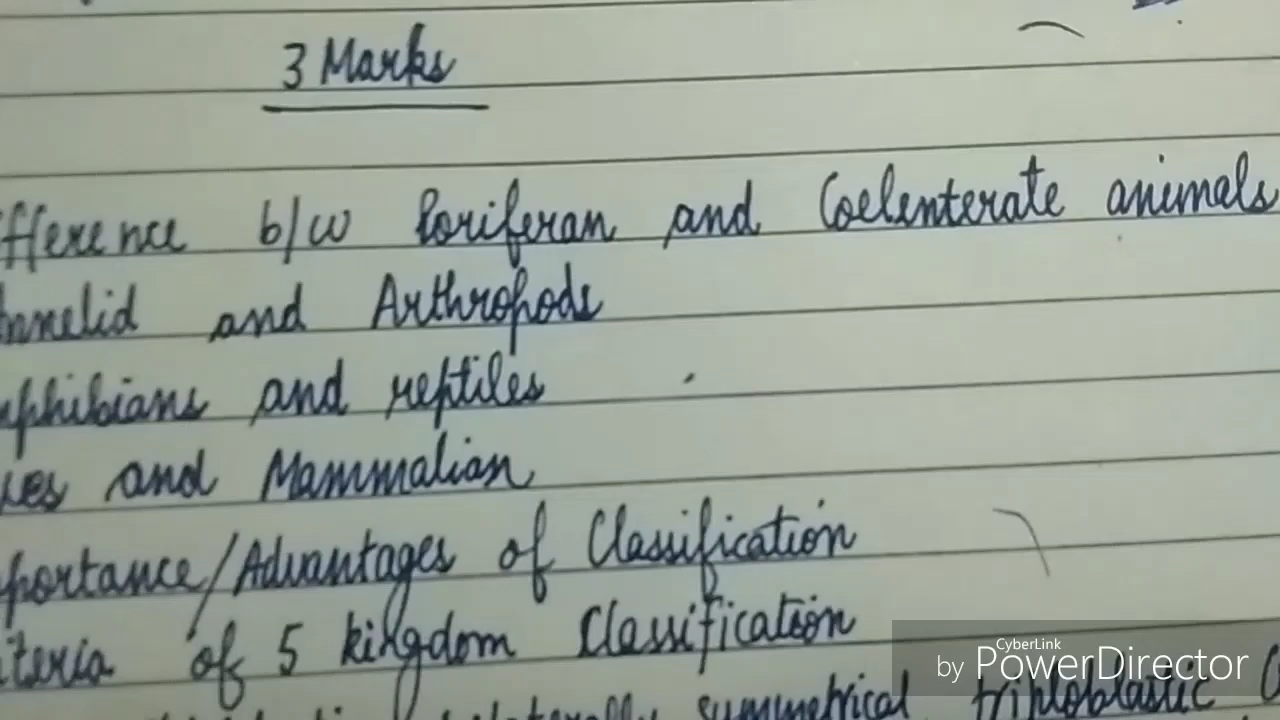 3 Marks
fference b/w Poriferan and Coelenterate animals
nnelid and Arthropods
phibians and reptiles
ves and Mammalian
portance/Advantages of Classification
iteria of 5 kingdom Classification
symmetrical triploblastic
CyberLink
by PowerDirector